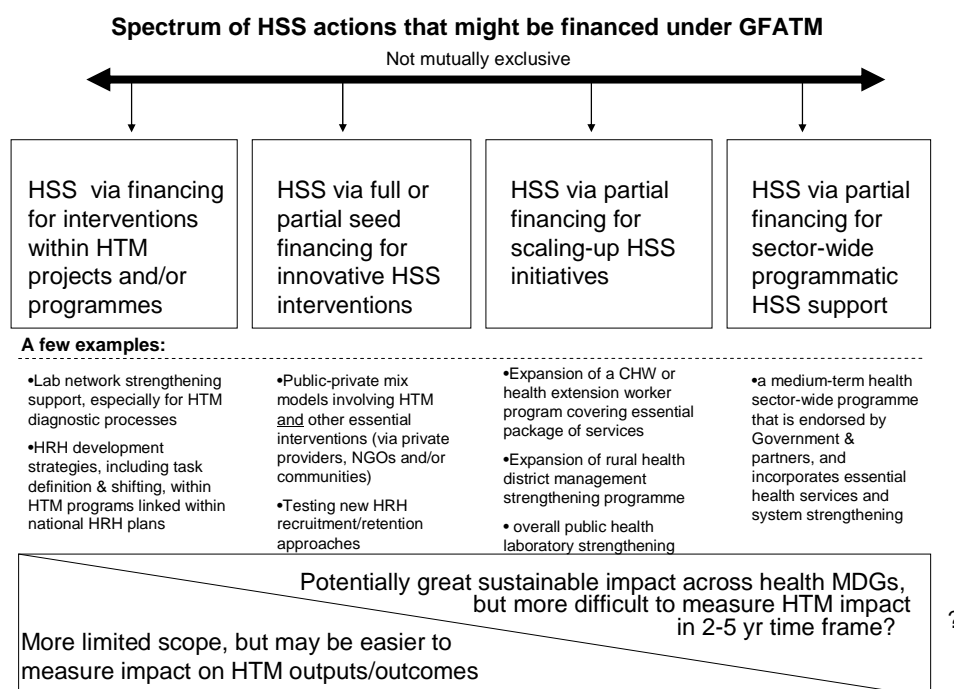 Spectrum of HSS actions that might be financed under GFATM
Not mutually exclusive
HSS via financing
for interventions
within HTM
projects and/or
programmes
HSS via full or
partial seed
financing for
innovative HSS
interventions
HSS via partial
financing for
scaling-up HSS
initiatives
HSS via partial
financing for
sector-wide
programmatic
HSS support
A few examples:
•Lab network strengthening
support, especially for HTM
diagnostic processes
•HRH development
strategies, including task
definition & shifting, within
HTM programs linked within
national HRH plans
•Public-private mix
models involving HTM
and other essential
interventions (via private
providers, NGOs and/or
communities)
•Testing new HRH
recruitment/retention
approaches
•Expansion of a CHW or
health extension worker
program covering essential
package of services
•Expansion of rural health
district management
strengthening programme
• overall public health
laboratory strengthening
•a medium-term health
sector-wide programme
that is endorsed by
Government &
partners, and
incorporates essential
health services and
system strengthening
Potentially great sustainable impact across health MDGs,
but more difficult to measure HTM impact
in 2-5 yr time frame?
?
More limited scope, but may be easier to
measure impact on HTM outputs/outcomes